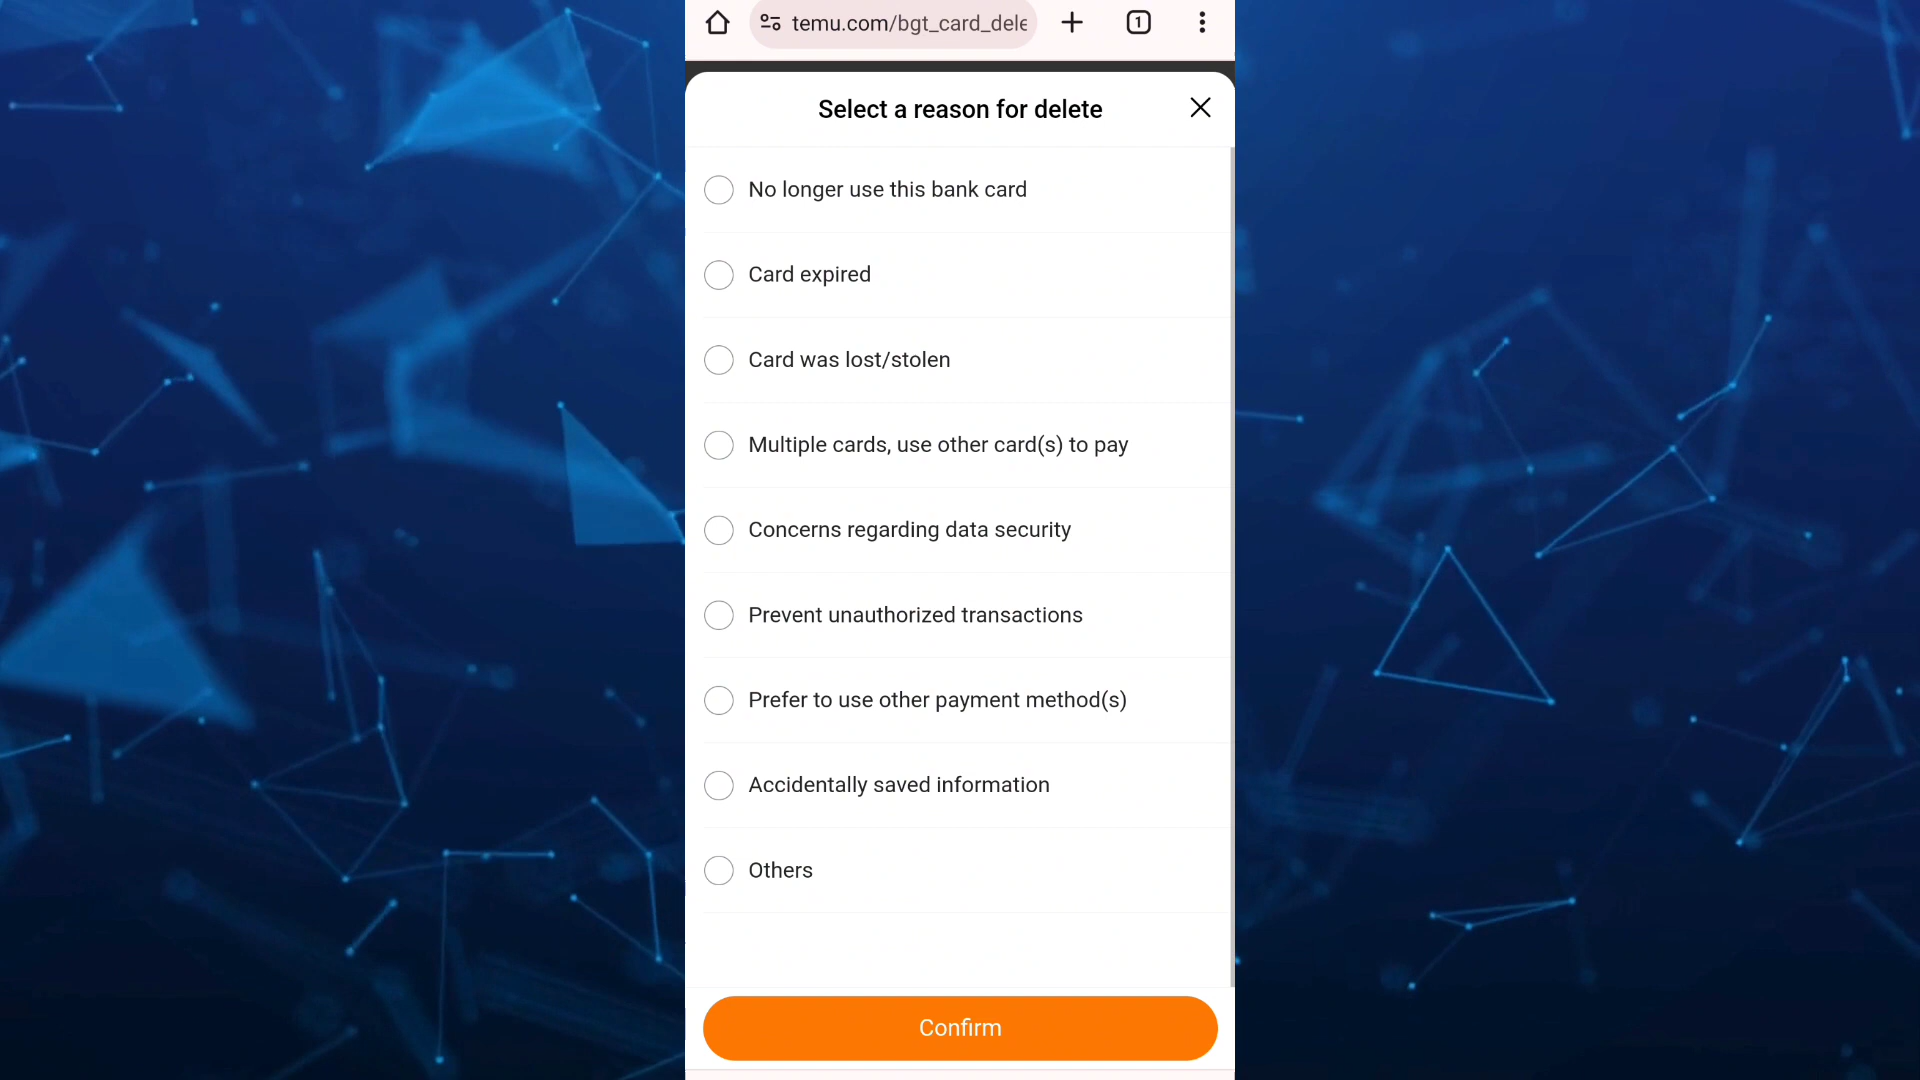 temu.com/bgt_card_dele
1
Select a reason for delete
No longer use this bank card
Card expired
Card was lost/stolen
Multiple cards, use other card(s) to pay
Concerns regarding data security
Prevent unauthorized transactions
Prefer to use other payment method(s)
Accidentally saved information
Others
Confirm